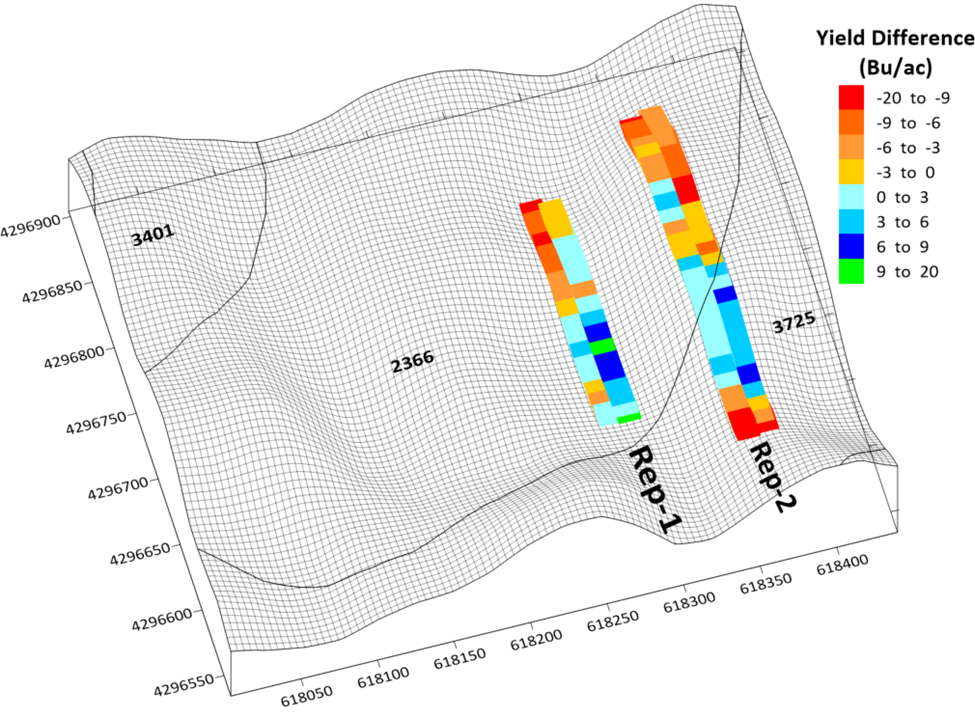 Yield Difference
(Bu/ac)
-20 to -9
-9 to -6
-6 to -3
-3 to 0
0 to 3
3 to 6
6 to 9
9 to 20
3401
2366
3725
Rep-1
Rep-2
4296900
4296850
4296800
4296750
4296700
4296650
4296600
4296550
618050
618100
618150
618200
618250
618300
618350
618400